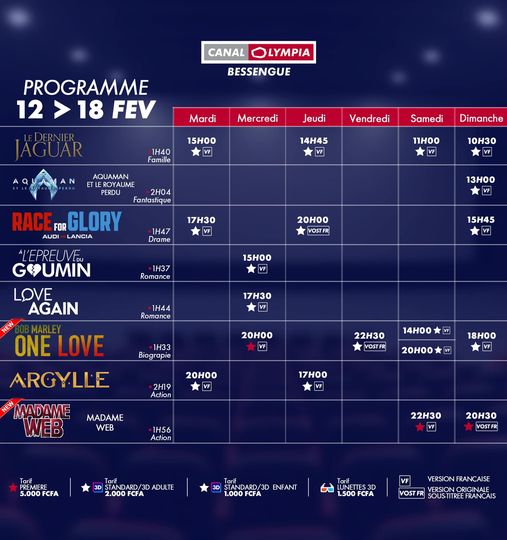 CANAL OLYMPIA
BESSENGUE
PROGRAMME
12 > 18 FEV
Mardi Mercredi Jeudi Vendredi Samedi Dimanche
LE DERNIER
JAGUAR
1H40
Famille
15H00 VF
14H45 VF
11H00 VF
10H30 VF
AQUAMAN
ET LE ROYAUME PERDU
AQUAMAN
ET LE ROYAUME
PERDU
2H04
Fantastique
13H00 VF
RACE FOR GLORY
AUDI VS LANCIA
1H47
Drame
17H30 VF
20H00 VOST FR
15H45 VF
A L'EPREUVE DU
GOUMIN
1H37
Romance
15H00 VF
LOVE
AGAIN
1H44
Romance
17H30 VF
NEW
BOB MARLEY
ONE LOVE
1H33
Biograpie
20H00 VF
22H30 VOST FR
14H00 VF
20H00 VF
18H00 VF
ARGYLLE
2H19
Action
20H00 VF
17H00 VF
NEW
MADAME
WEB
MADAME
WEB
1H56
Action
22H30 VF
20H30 VOST FR
Tarif
PREMIERE
5.000 FCFA
Tarif
3D STANDARD/3D ADULTE
2.000 FCFA
Tarif
3D STANDARD/3D ENFANT
1.000 FCFA
Tarif
LUNETTES 3D
1.500 FCFA
VF VERSION FRANCAISE
VOST FR VERSION ORIGINALE
SOUS-TITREE FRANÇAIS